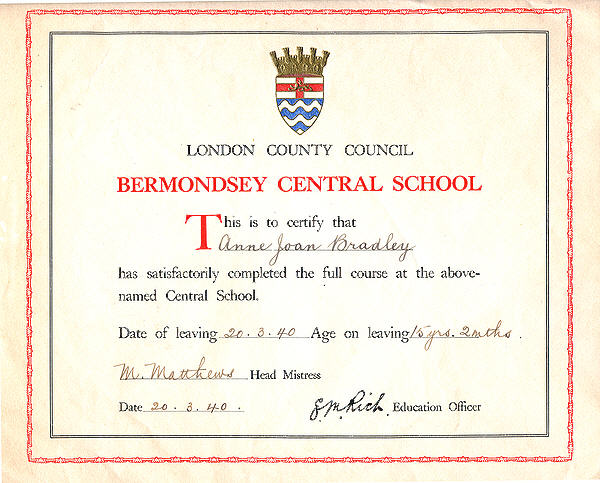 LONDON COUNTY COUNCIL
BERMONDSEY CENTRAL SCHOOL
This is to certify that
Anne Joan Bradley
has satisfactorily completed the full course at the above-
named Central School.
Date of leaving 20.3.40 Age on leaving 15yrs. 2mths.
M. Matthews Head Mistress
Date 20.3.40. E.M.Rich. Education Officer